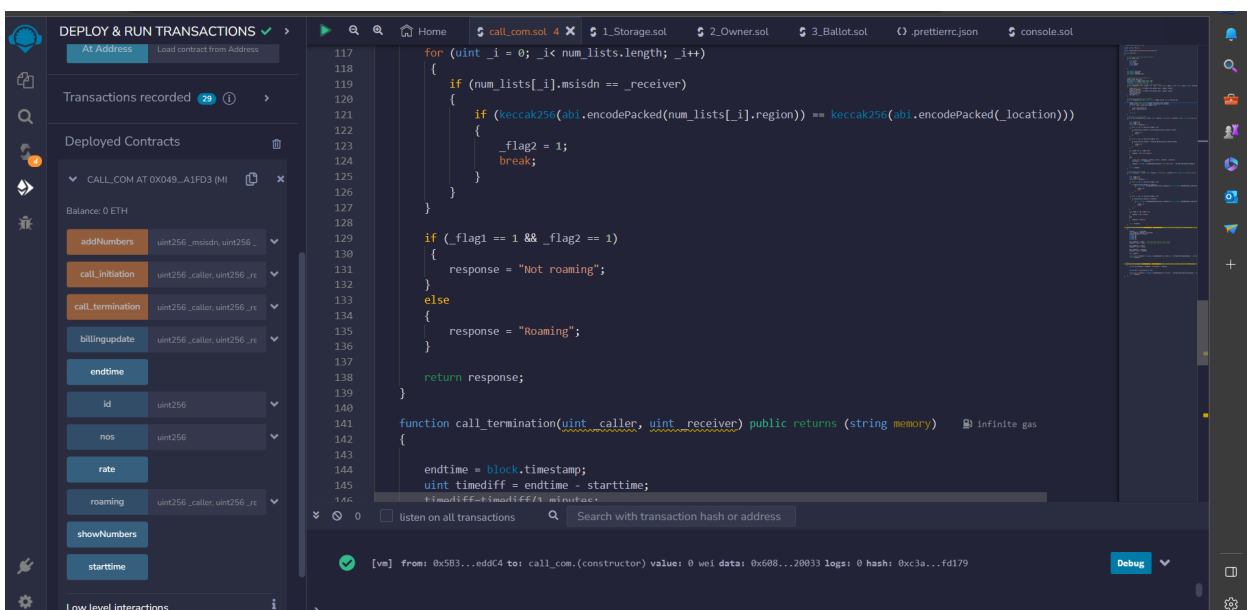 DEPLOY & RUN TRANSACTIONS
At Address Load contract from Address
Transactions recorded 29 i
Deployed Contracts
4
CALL_COM AT 0X049...A1FD3 (MI
Balance: 0 ETH
addNumbers uint256 _msisdn, uint256 _
call_initiation uint256 _caller, uint256 _re
call_termination uint256 _caller, uint256 _re
billingupdate uint256 _caller, uint256 _re
endtime
id uint256
nos uint256
rate
roaming uint256 _caller, uint256 _re
showNumbers
starttime
Low level interactions i
Home call_com.sol 4 1_Storage.sol 2_Owner.sol 3_Ballot.sol .prettierrc.json console.sol
117 for (uint _i = 0; _i< num_lists.length; _i++)
118 {
119 if (num_lists[_i].msisdn == _receiver)
120 {
121 if (keccak256(abi.encodePacked(num_lists[_i].region)) == keccak256(abi.encodePacked(_location)))
122 {
123 _flag2 = 1;
124 break;
125 }
126 }
127 }
128
129 if (_flag1 == 1 && _flag2 == 1)
130 {
131 response = "Not roaming";
132 }
133 else
134 {
135 response = "Roaming";
136 }
137
138 return response;
139 }
140
141 function call_termination(uint _caller, uint _receiver) public returns (string memory) infinite gas
142 {
143
144 endtime = block.timestamp;
145 uint timediff = endtime - starttime;
146 timediff=timediff/1 minutes;
0 listen on all transactions Search with transaction hash or address
[vm] from: 0x5B3...eddC4 to: call_com.(constructor) value: 0 wei data: 0x608...20033 logs: 0 hash: 0xc3a...fd179 Debug